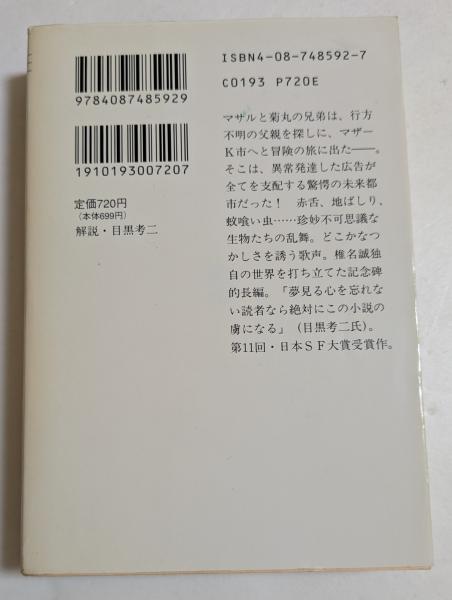 ISBN4-08-748592-7
C0193 P720E
9784087485929
1910193007207
定価720円
（本体699円）
解説・目黒考二
マサルと菊丸の兄弟は、行方
不明の父親を探しに、マザー
K市へと冒険の旅に出た――。
そこは、異常発達した広告が
全てを支配する驚愕の未来都
市だった！　赤舌、地ばしり、
蚊喰い虫……珍妙不可思議な
生物たちの乱舞。どこかなつ
かしさを誘う歌声。椎名誠独
自の世界を打ち立てた記念碑
的長編。「夢見る心を忘れない
い読者なら絶対にこの小説の
虜になる」（目黒考二氏）。
第11回・日本ＳＦ大賞受賞作。